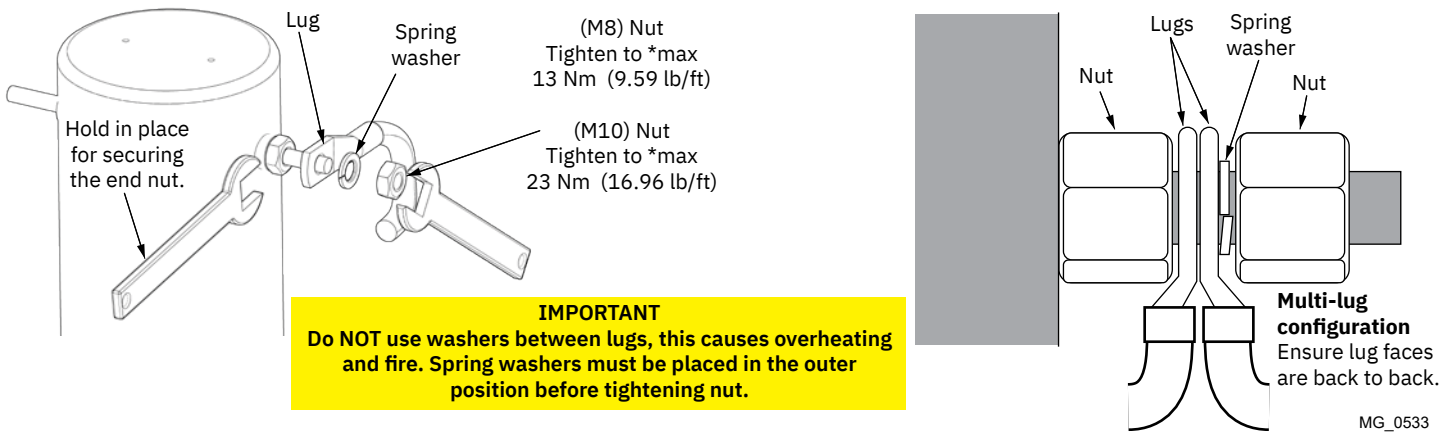 Lug
Spring
washer
(M8) Nut
Tighten to *max
13 Nm  (9.59 lb/ft)
(M10) Nut
Tighten to *max
23 Nm  (16.96 lb/ft)
Hold in place
for securing
the end nut.
IMPORTANT
Do NOT use washers between lugs, this causes overheating
and fire. Spring washers must be placed in the outer
position before tightening nut.
Lugs
Spring
washer
Nut
Nut
Multi-lug
configuration
Ensure lug faces
are back to back.
MG_0533